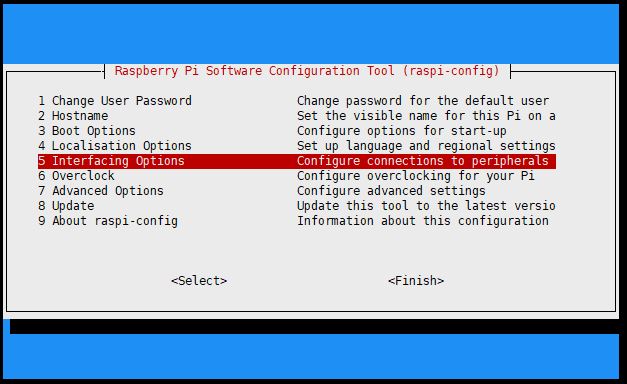 Raspberry Pi Software Configuration Tool (raspi-config)
1 Change User Password Change password for the default user
2 Hostname Set the visible name for this Pi on a
3 Boot Options Configure options for start-up
4 Localisation Options Set up language and regional settings
5 Interfacing Options Configure connections to peripherals
6 Overclock Configure overclocking for your Pi
7 Advanced Options Configure advanced settings
8 Update Update this tool to the latest versio
9 About raspi-config Information about this configuration
<Select> <Finish>